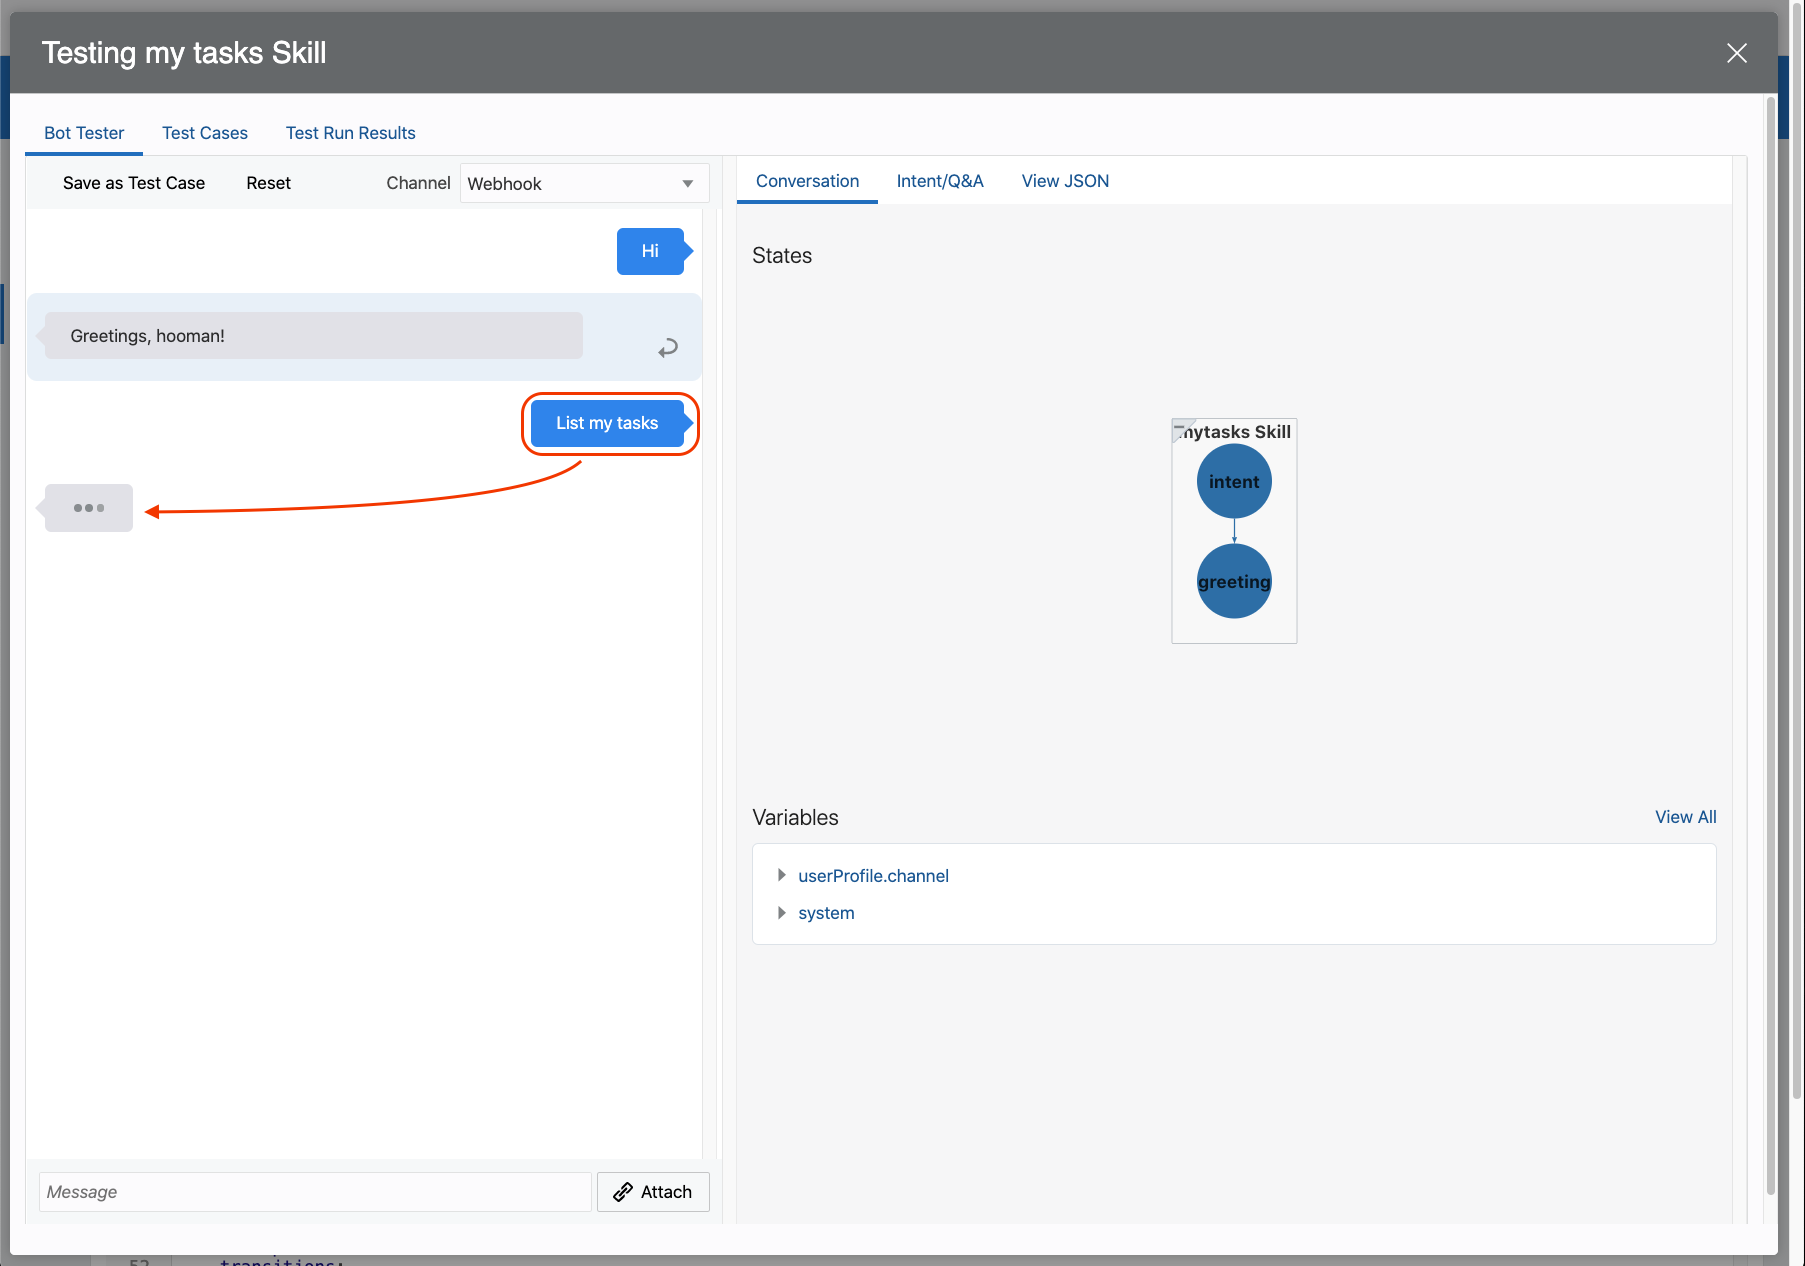 Testing my tasks Skill
Bot Tester
Test Cases
Test Run Results
Save as Test Case
Reset
Channel
Webhook
Hi
Greetings, hooman!
List my tasks
Message
Attach
Conversation
Intent/Q&A
View JSON
States
mytasks Skill
intent
greeting
Variables
View All
userProfile.channel
system
52
transitions: